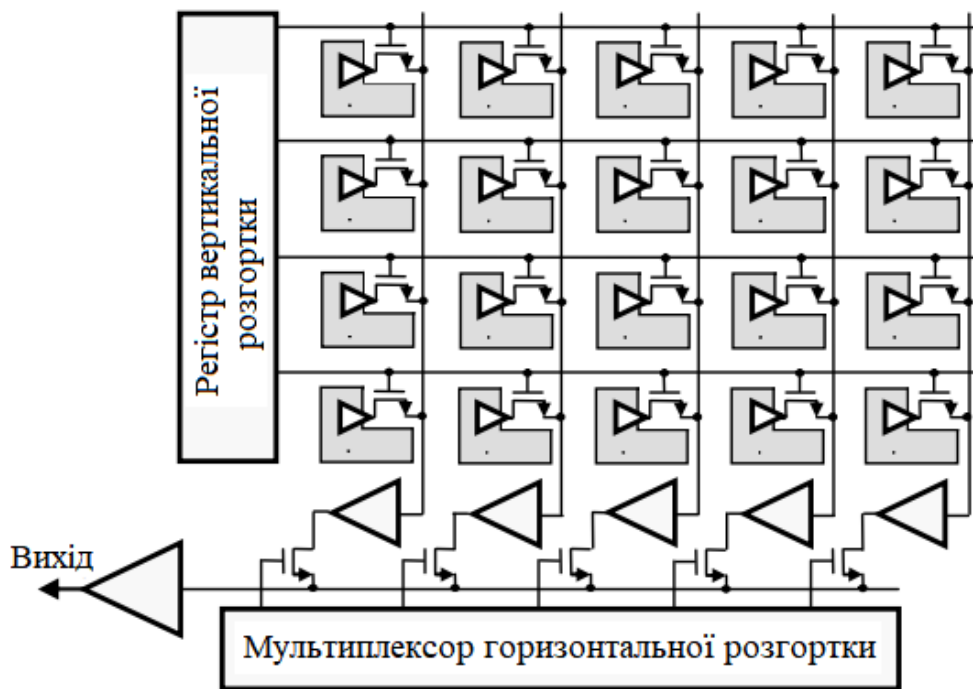 Регістр вертикальної
розгортки
Вихід
Мультиплексор горизонтальної розгортки